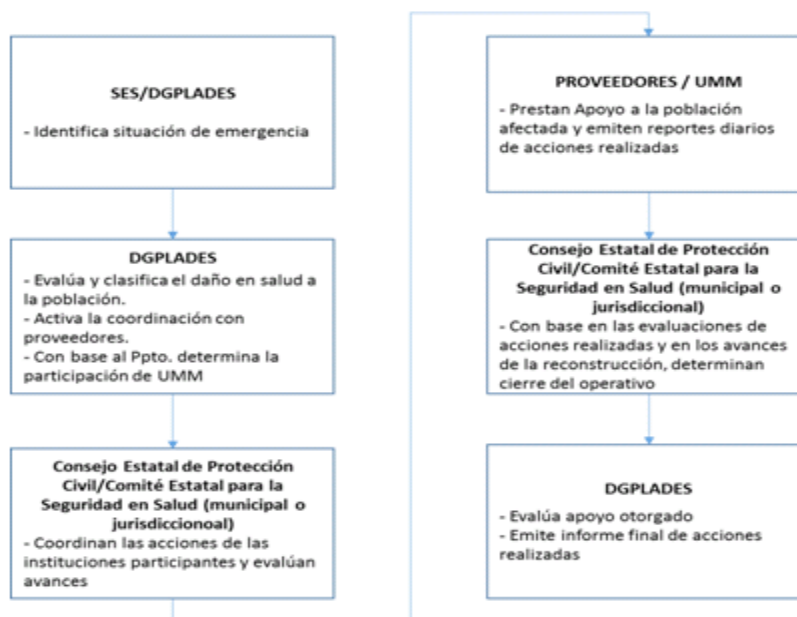 SES/DGPLADES
- Identifica situación de emergencia
DGPLADES
- Evalúa y clasifica el daño en salud a
la población.
- Activa la coordinación con
proveedores.
- Con base al Ppto. determina la
participación de UMM
Consejo Estatal de Protección
Civil/Comité Estatal para la
Seguridad en Salud (municipal o
jurisdiccionoal)
- Coordinan las acciones de las
instituciones participantes y evalúan
avances
PROVEEDORES / UMM
- Prestan Apoyo a la población
afectada y emiten reportes diarios
de acciones realizadas
Consejo Estatal de Protección
Civil/Comité Estatal para la
Seguridad en Salud (municipal o
jurisdiccional)
- Con base en las evaluaciones de
acciones realizadas y en los avances
de la reconstrucción, determinan
cierre del operativo
DGPLADES
- Evalúa apoyo otorgado
- Emite informe final de acciones
realizadas